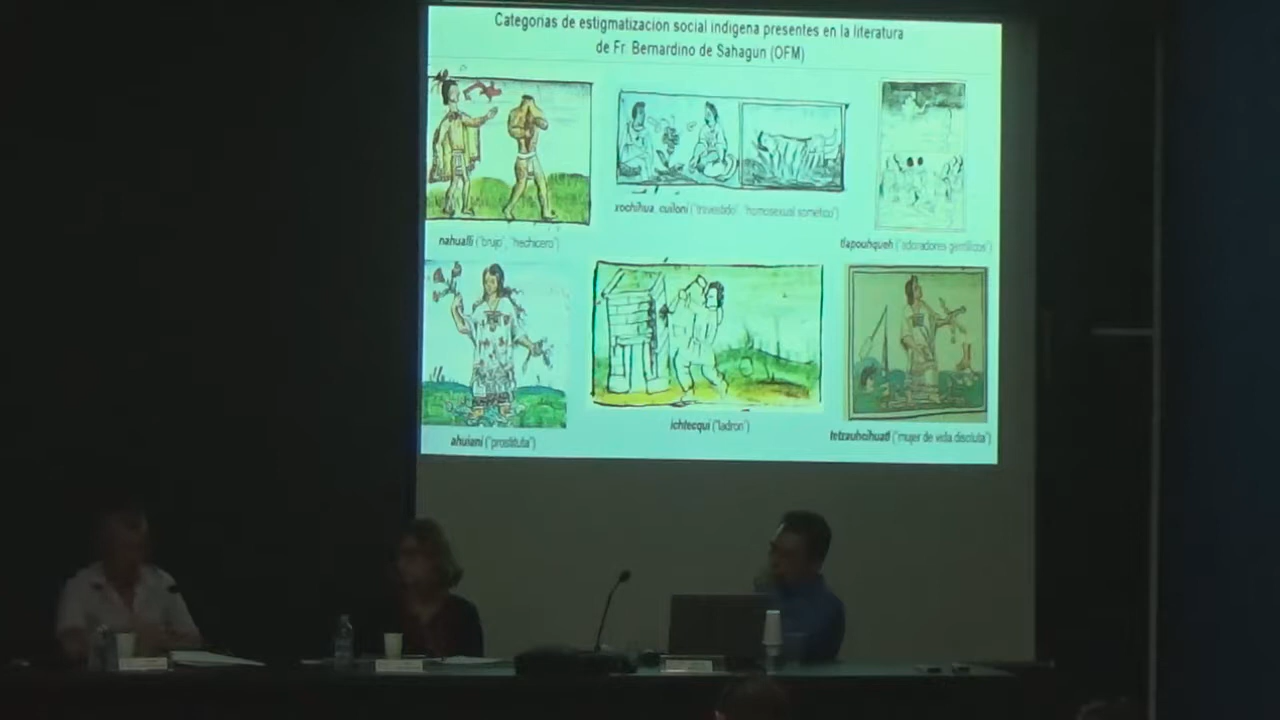 Categorias de estigmatizacion social indigena presentes en la literatura
de Fr. Bernardino de Sahagun (OFM)
nahualli ("brujo", "hechicero")
xochihua, cuiloni ("travestido", "homosexual sometico")
tlapouhqueh ("adoradores gentilicos")
ahuiani ("prostituta")
ichtecqui ("ladron")
tetzauhcihuatl ("mujer de vida disoluta")